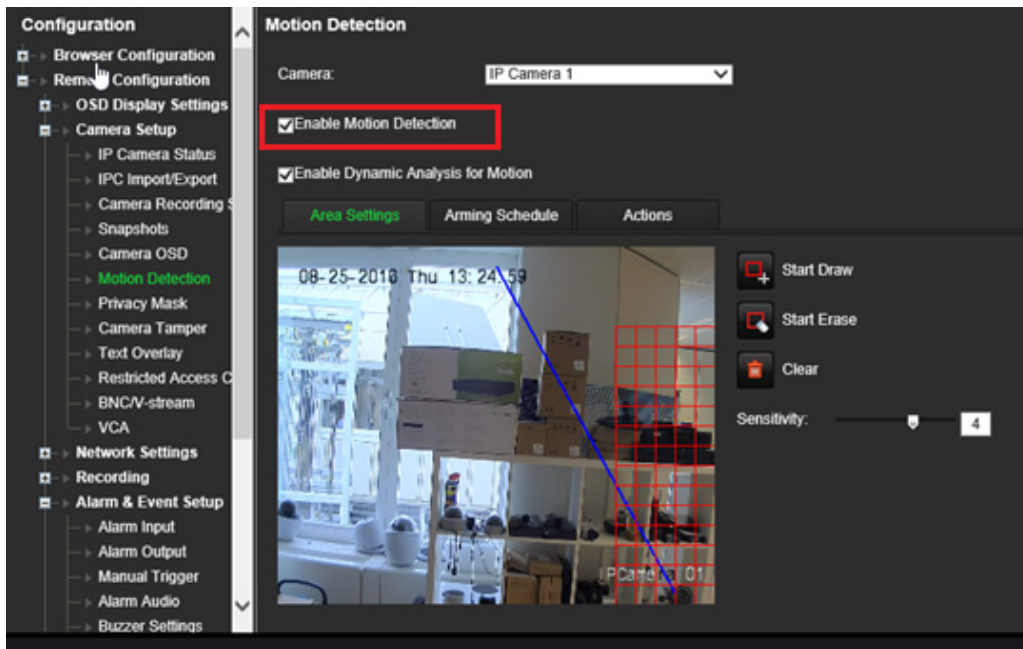 Configuration
Browser Configuration
Remote Configuration
OSD Display Settings
Camera Setup
IP Camera Status
IPC Import/Export
Camera Recording S
Snapshots
Camera OSD
Motion Detection
Privacy Mask
Camera Tamper
Text Overlay
Restricted Access C
BNC/V-stream
VCA
Network Settings
Recording
Alarm & Event Setup
Alarm Input
Alarm Output
Manual Trigger
Alarm Audio
Buzzer Settings
Motion Detection
Camera: IP Camera 1
Enable Motion Detection
Enable Dynamic Analysis for Motion
Area Settings Arming Schedule Actions
08-25-2016 Thu 13:24:59
IPCamera 01
Start Draw
Start Erase
Clear
Sensitivity: 4